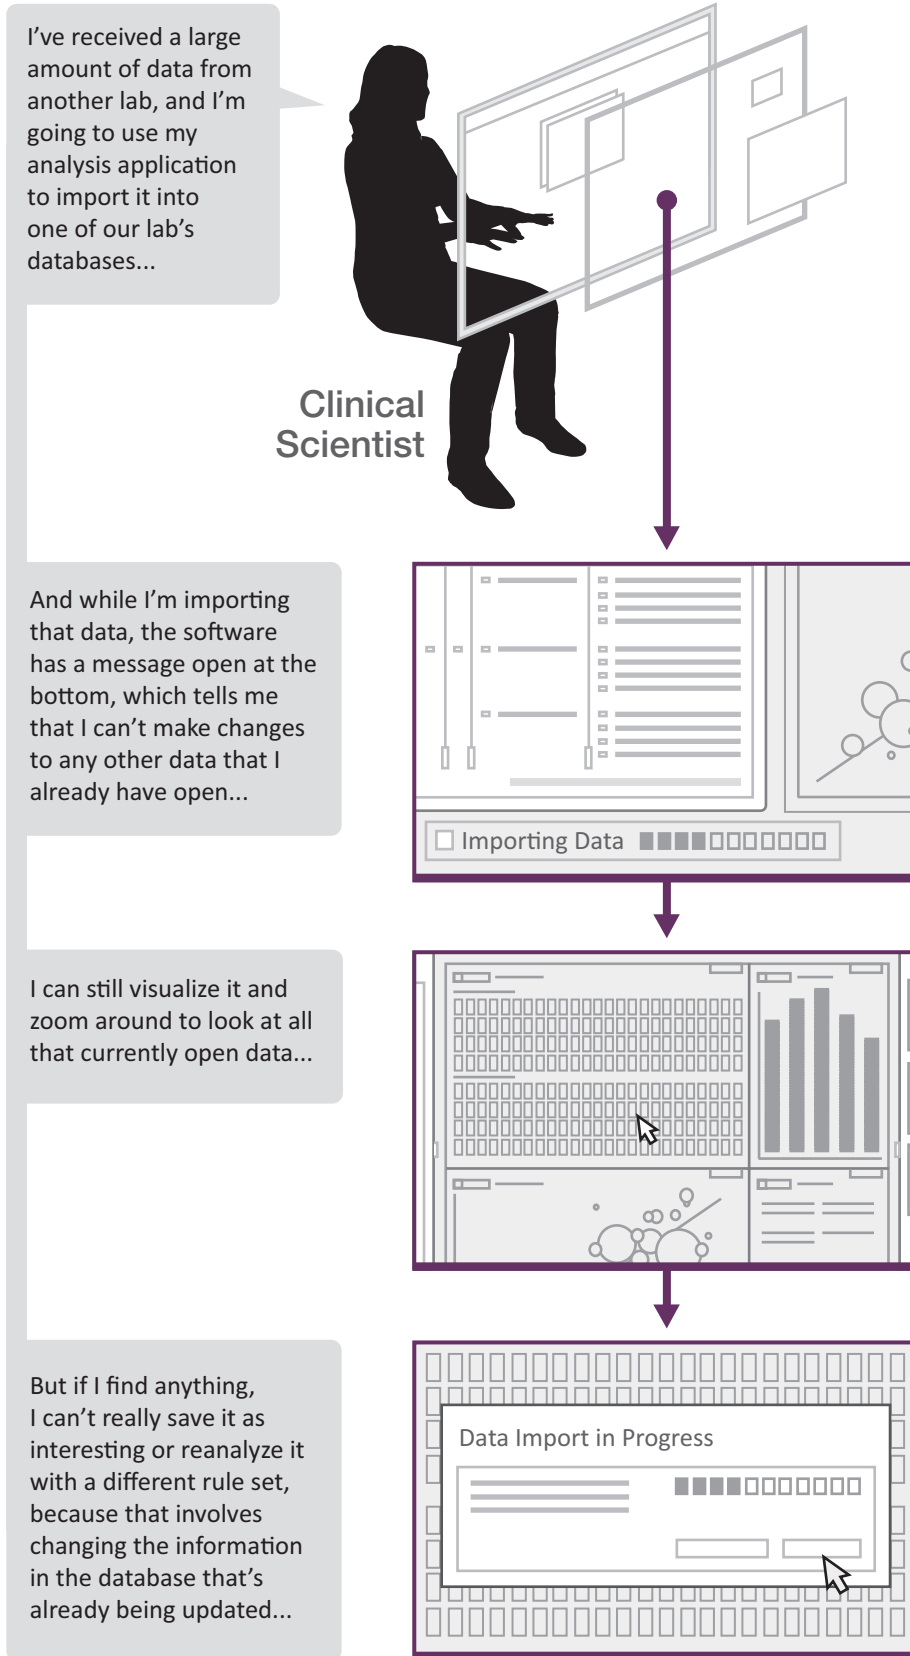 I've received a large
amount of data from
another lab, and I'm
going to use my
analysis application
to import it into
one of our lab's
databases...
Clinical
Scientist
And while I'm importing
that data, the software
has a message open at the
bottom, which tells me
that I can't make changes
to any other data that I
already have open...
Importing Data
I can still visualize it and
zoom around to look at all
that currently open data...
But if I find anything,
I can't really save it as
interesting or reanalyze it
with a different rule set,
because that involves
changing the information
in the database that's
already being updated...
Data Import in Progress